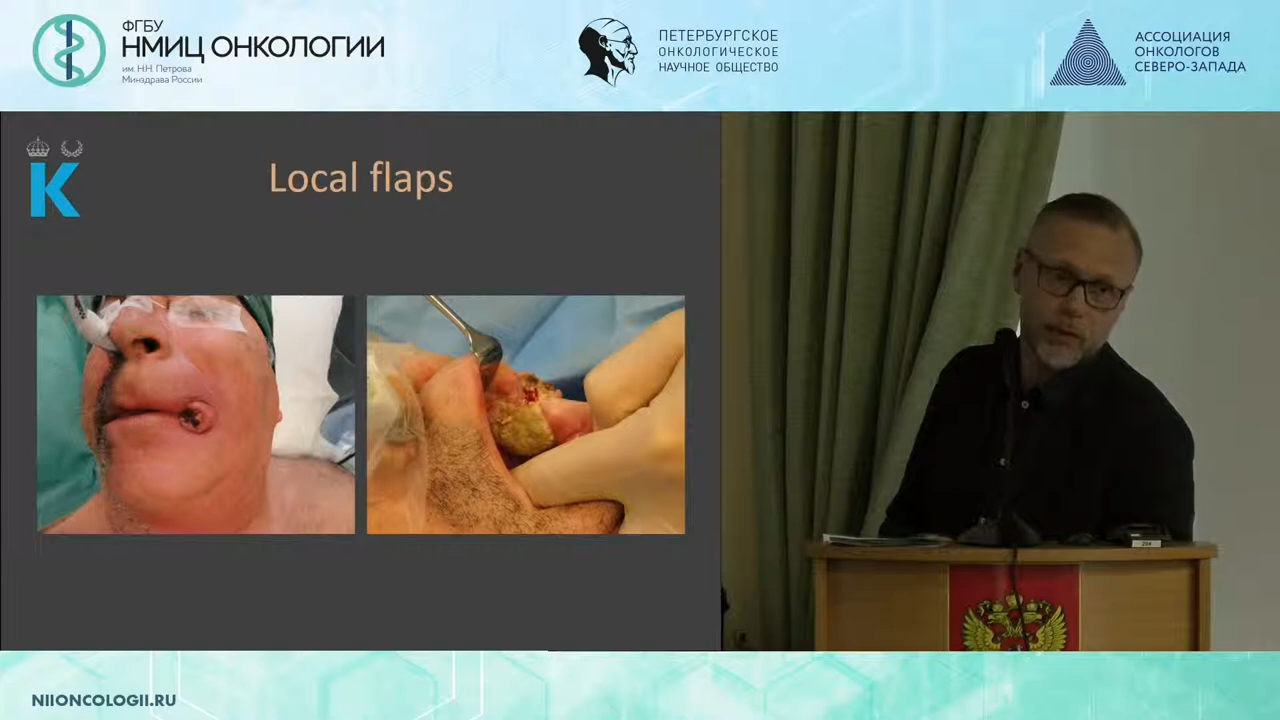 ФГБУ
НМИЦ ОНКОЛОГИИ
им. Н.Н. Петрова
Минздрава России
ПЕТЕРБУРГСКОЕ
ОНКОЛОГИЧЕСКОЕ
НАУЧНОЕ ОБЩЕСТВО
АССОЦИАЦИЯ
ОНКОЛОГОВ
СЕВЕРО-ЗАПАДА
K
Local flaps
NIIONCOLOGII.RU